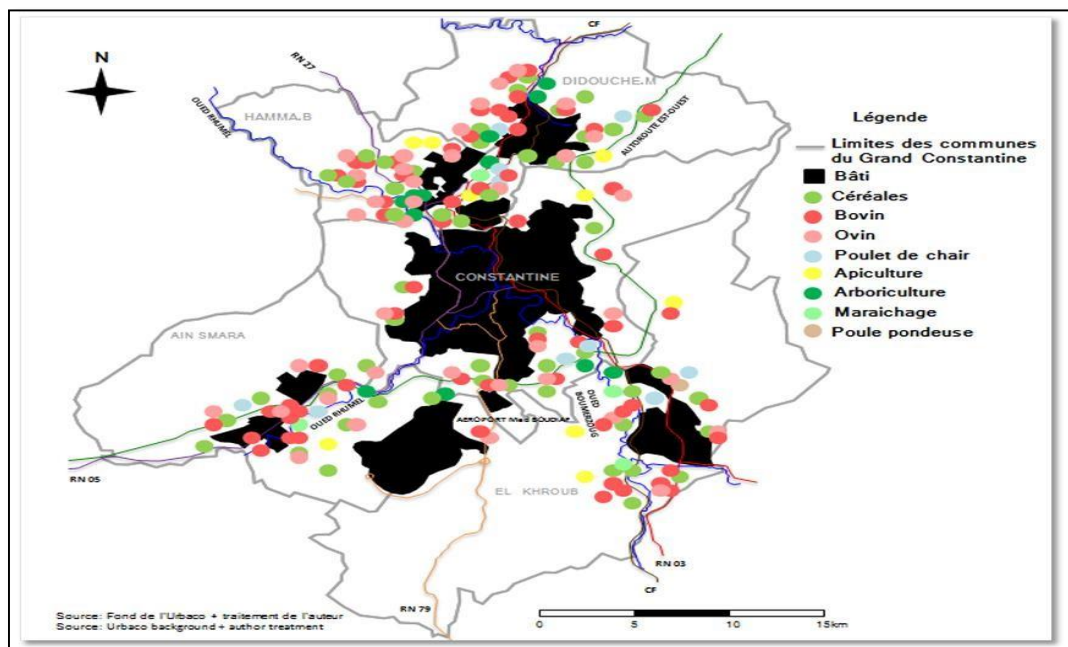 CF
N
RN 27
DIDOUCHE.M
OUED RHUMEL
HAMMA.B
AUTOROUTE EST-OUEST
CONSTANTINE
AIN SMARA
OUED RHUMEL
OUED BOUMERZOUG
AEROPORT
BOUDIAF
RN 05
EL KHROUB
RN 03
CF
RN 79
Légende
Limites des communes
du Grand Constantine
Bâti
Céréales
Bovin
Ovin
Poulet de chair
Apiculture
Arboriculture
Maraichage
Poule pondeuse
Source: Fond de l'Urbaco + traitement de l'auteur
Source: Urbaco background + author treatment
0 5 10 15km